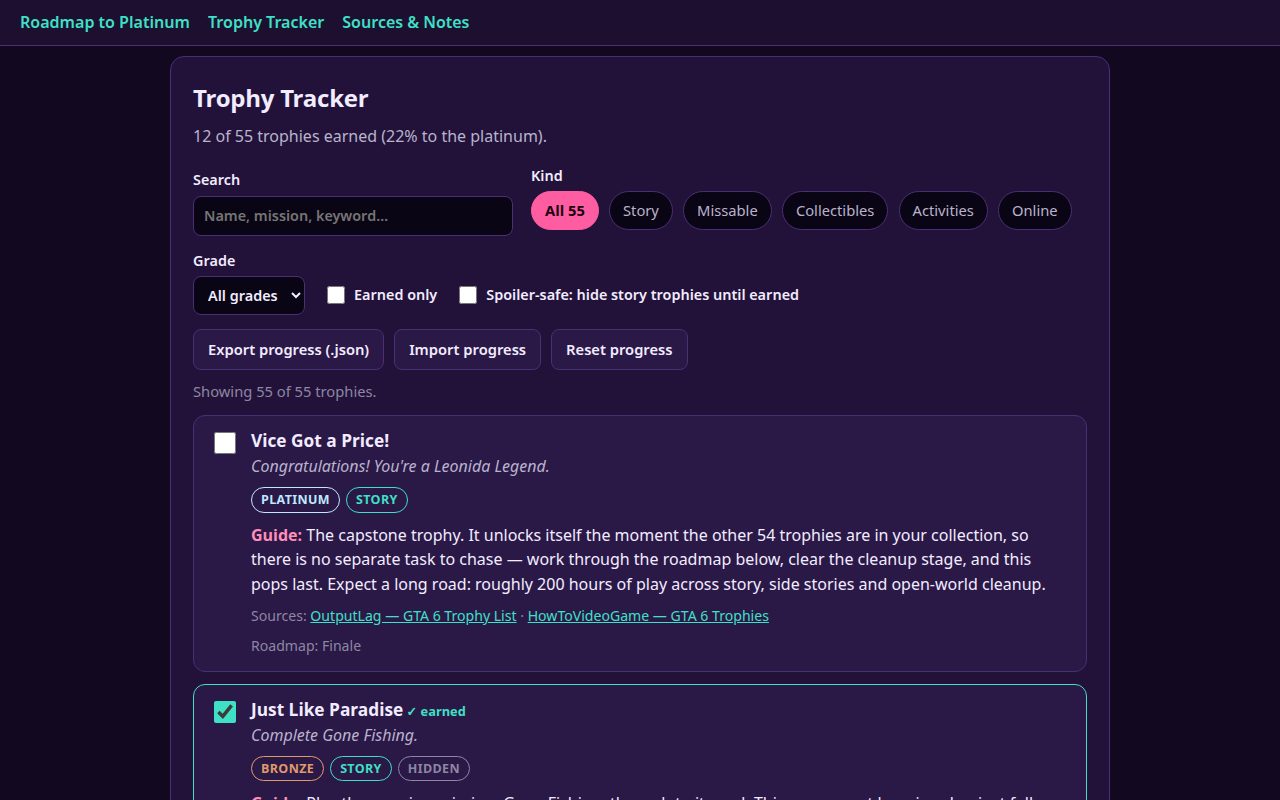 Roadmap to Platinum Trophy Tracker Sources & Notes
Trophy Tracker
12 of 55 trophies earned (22% to the platinum).
Search
Name, mission, keyword...
Kind
All 55 Story Missable Collectibles Activities Online
Grade
All grades Earned only Spoiler-safe: hide story trophies until earned
Export progress (.json) Import progress Reset progress
Showing 55 of 55 trophies.
Vice Got a Price!
Congratulations! You're a Leonida Legend.
PLATINUM STORY
Guide: The capstone trophy. It unlocks itself the moment the other 54 trophies are in your collection, so
there is no separate task to chase — work through the roadmap below, clear the cleanup stage, and this
pops last. Expect a long road: roughly 200 hours of play across story, side stories and open-world cleanup.
Sources: OutputLag — GTA 6 Trophy List · HowToVideoGame — GTA 6 Trophies
Roadmap: Finale
Just Like Paradise ✓ earned
Complete Gone Fishing.
BRONZE STORY HIDDEN